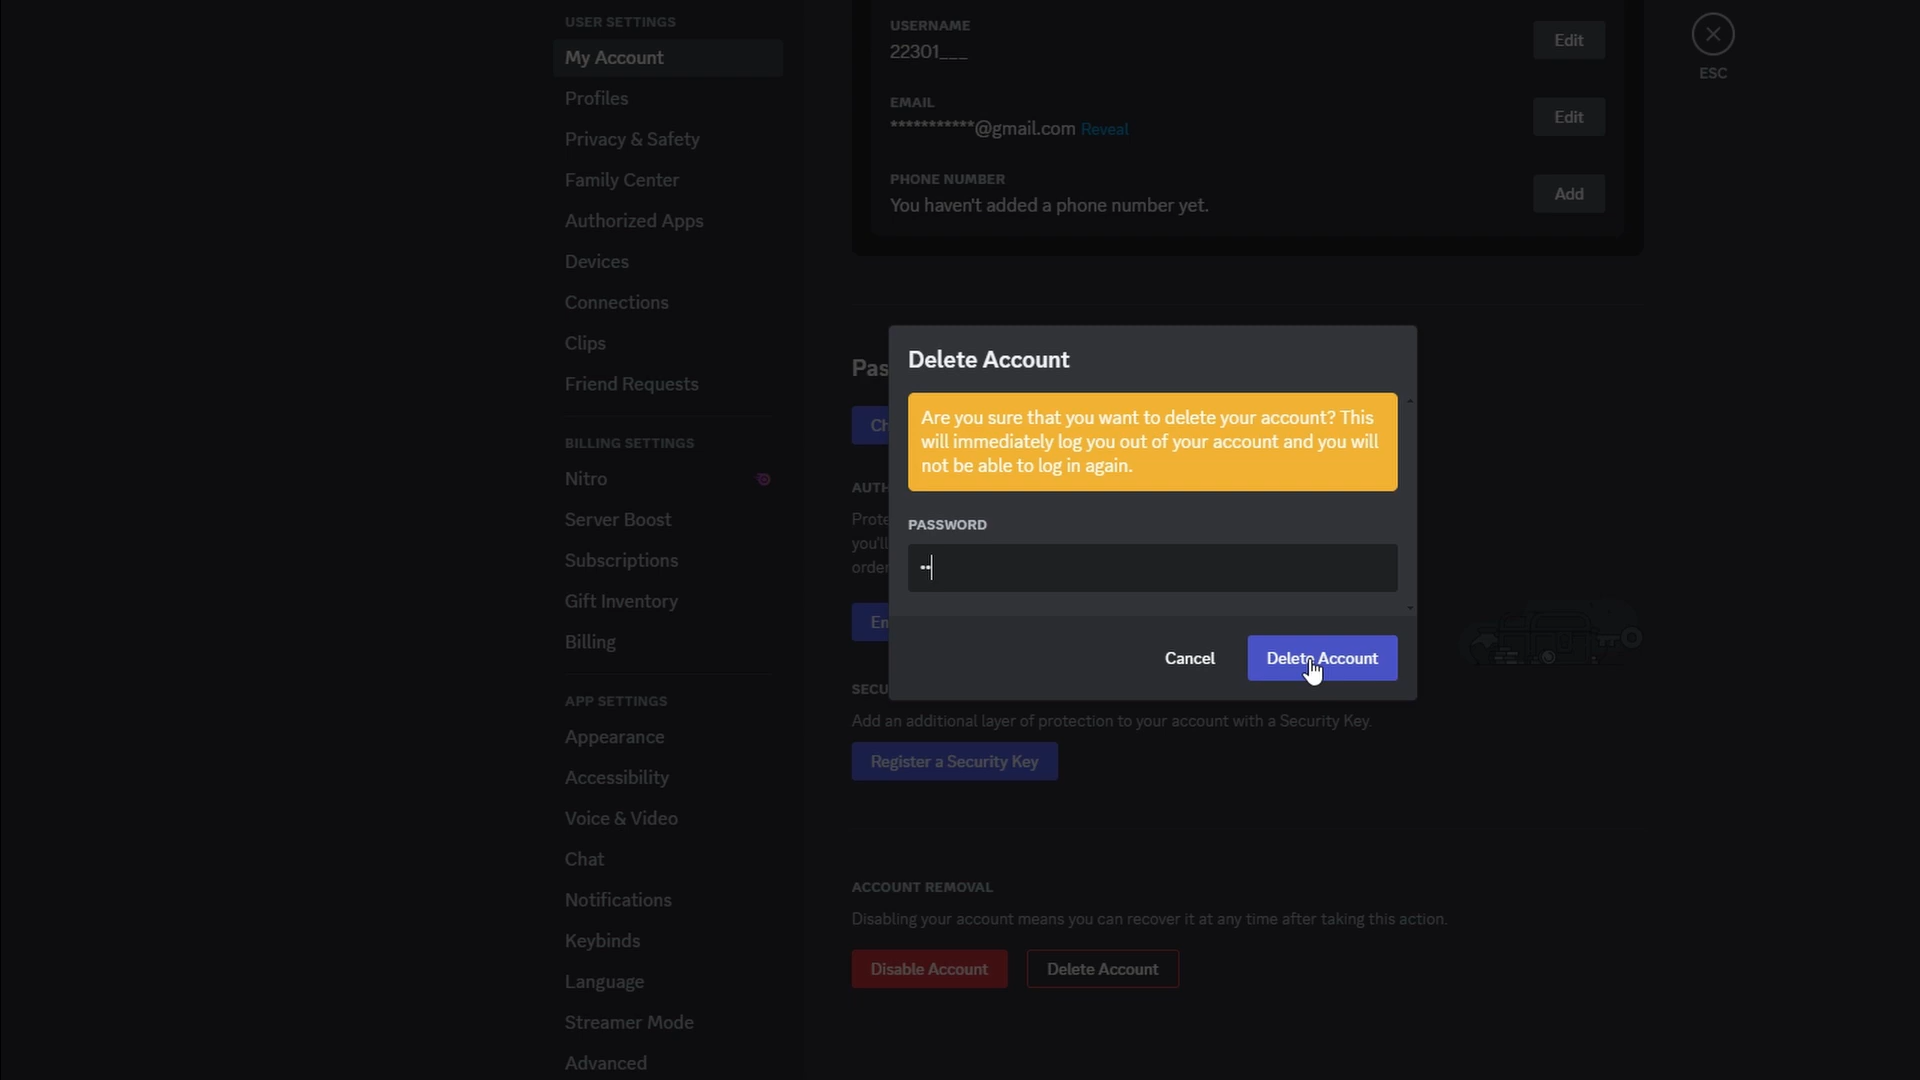 USER SETTINGS
My Account
Profiles
Privacy & Safety
Family Center
Authorized Apps
Devices
Connections
Clips
Friend Requests
BILLING SETTINGS
Nitro
Server Boost
Subscriptions
Gift Inventory
Billing
APP SETTINGS
Appearance
Accessibility
Voice & Video
Chat
Notifications
Keybinds
Language
Streamer Mode
Advanced
USERNAME
22301___
Edit
EMAIL
***********@gmail.com Reveal
Edit
PHONE NUMBER
You haven't added a phone number yet.
Add
ESC
Pas
Ch
AUTH
Prote
you'll
order
En
SECU
Delete Account
Are you sure that you want to delete your account? This
will immediately log you out of your account and you will
not be able to log in again.
PASSWORD
••
Cancel
Delete Account
Add an additional layer of protection to your account with a Security Key.
Register a Security Key
ACCOUNT REMOVAL
Disabling your account means you can recover it at any time after taking this action.
Disable Account
Delete Account